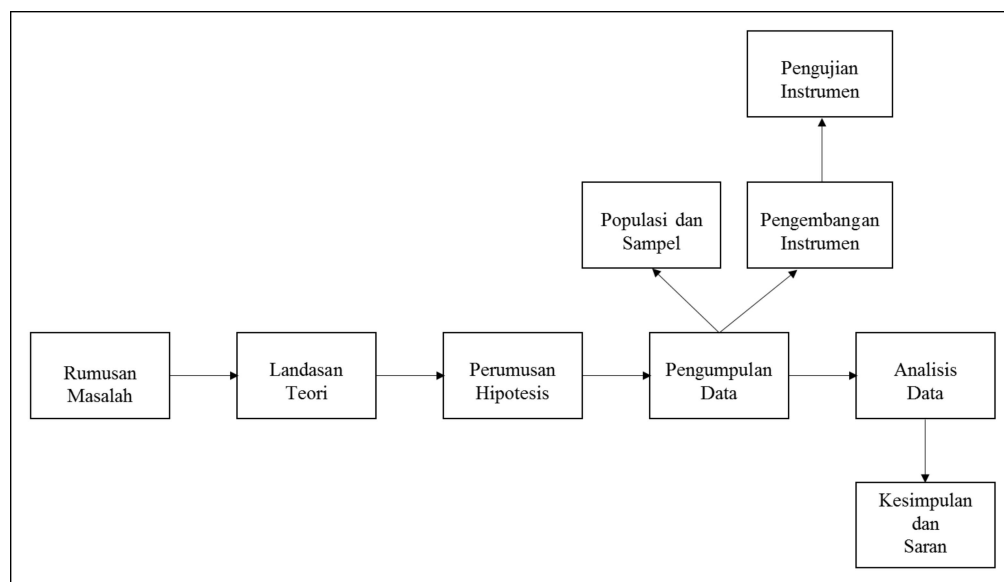 Pengujian
Instrumen
Populasi dan
Sampel
Pengembangan
Instrumen
Rumusan
Masalah
Landasan
Teori
Perumusan
Hipotesis
Pengumpulan
Data
Analisis
Data
Kesimpulan
dan
Saran